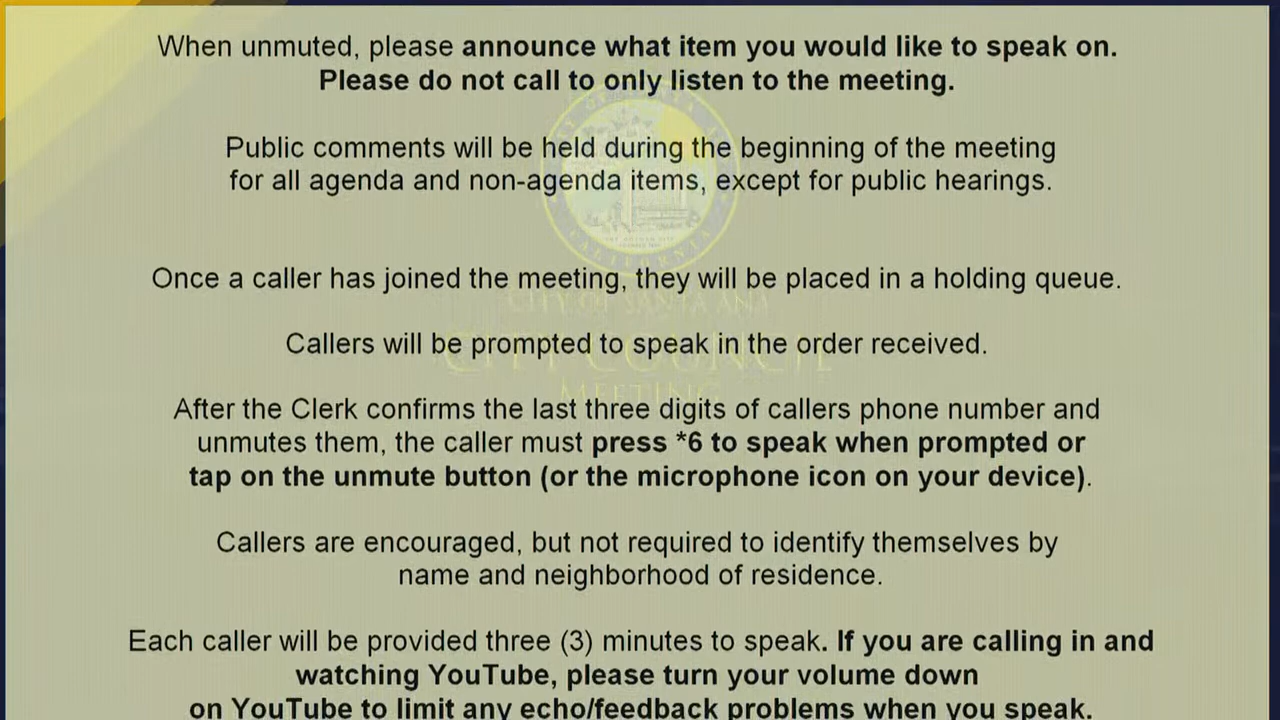 When unmuted, please announce what item you would like to speak on.
Please do not call to only listen to the meeting.
Public comments will be held during the beginning of the meeting
for all agenda and non-agenda items, except for public hearings.
Once a caller has joined the meeting, they will be placed in a holding queue.
CITY OF SANTA ANA
Callers will be prompted to speak in the order received.
CITY COUNCIL
MEETING
After the Clerk confirms the last three digits of callers phone number and
unmutes them, the caller must press *6 to speak when prompted or
tap on the unmute button (or the microphone icon on your device).
Callers are encouraged, but not required to identify themselves by
name and neighborhood of residence.
Each caller will be provided three (3) minutes to speak. If you are calling in and
watching YouTube, please turn your volume down
on YouTube to limit any echo/feedback problems when you speak.